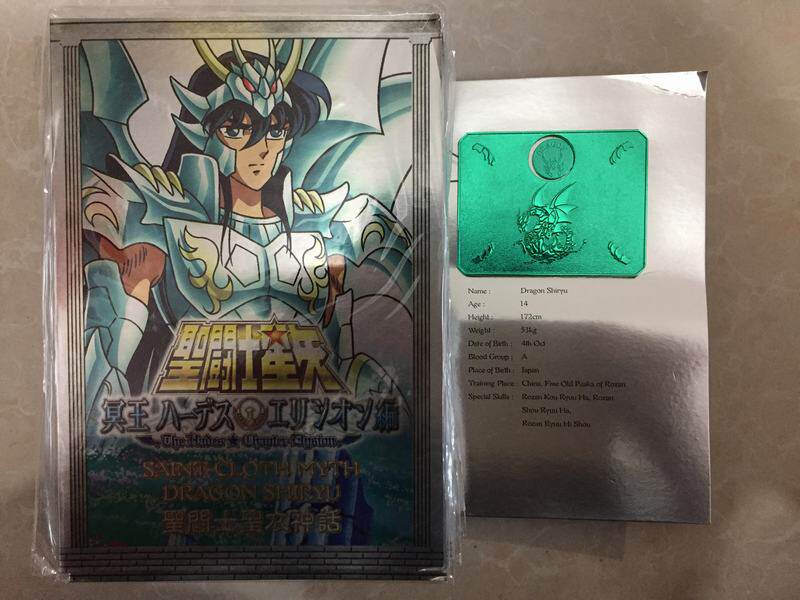 聖闘士星矢
冥王 ハーデス エリシオン編
The Hades ★ Chapter Elysion
SAINT CLOTH MYTH
DRAGON SHIRYU
聖闘士聖衣神話
Name : Dragon Shiryu
Age : 14
Height : 172cm
Weight : 53kg
Date of Birth : 4th Oct
Blood Group : A
Place of Birth : Japan
Training Place : China, Five Old Peaks of Rozan
Special Skills : Rozan Kou Ryuu Ha, Rozan
Shou Ryuu Ha,
Rozan Ryuu Hi Shou